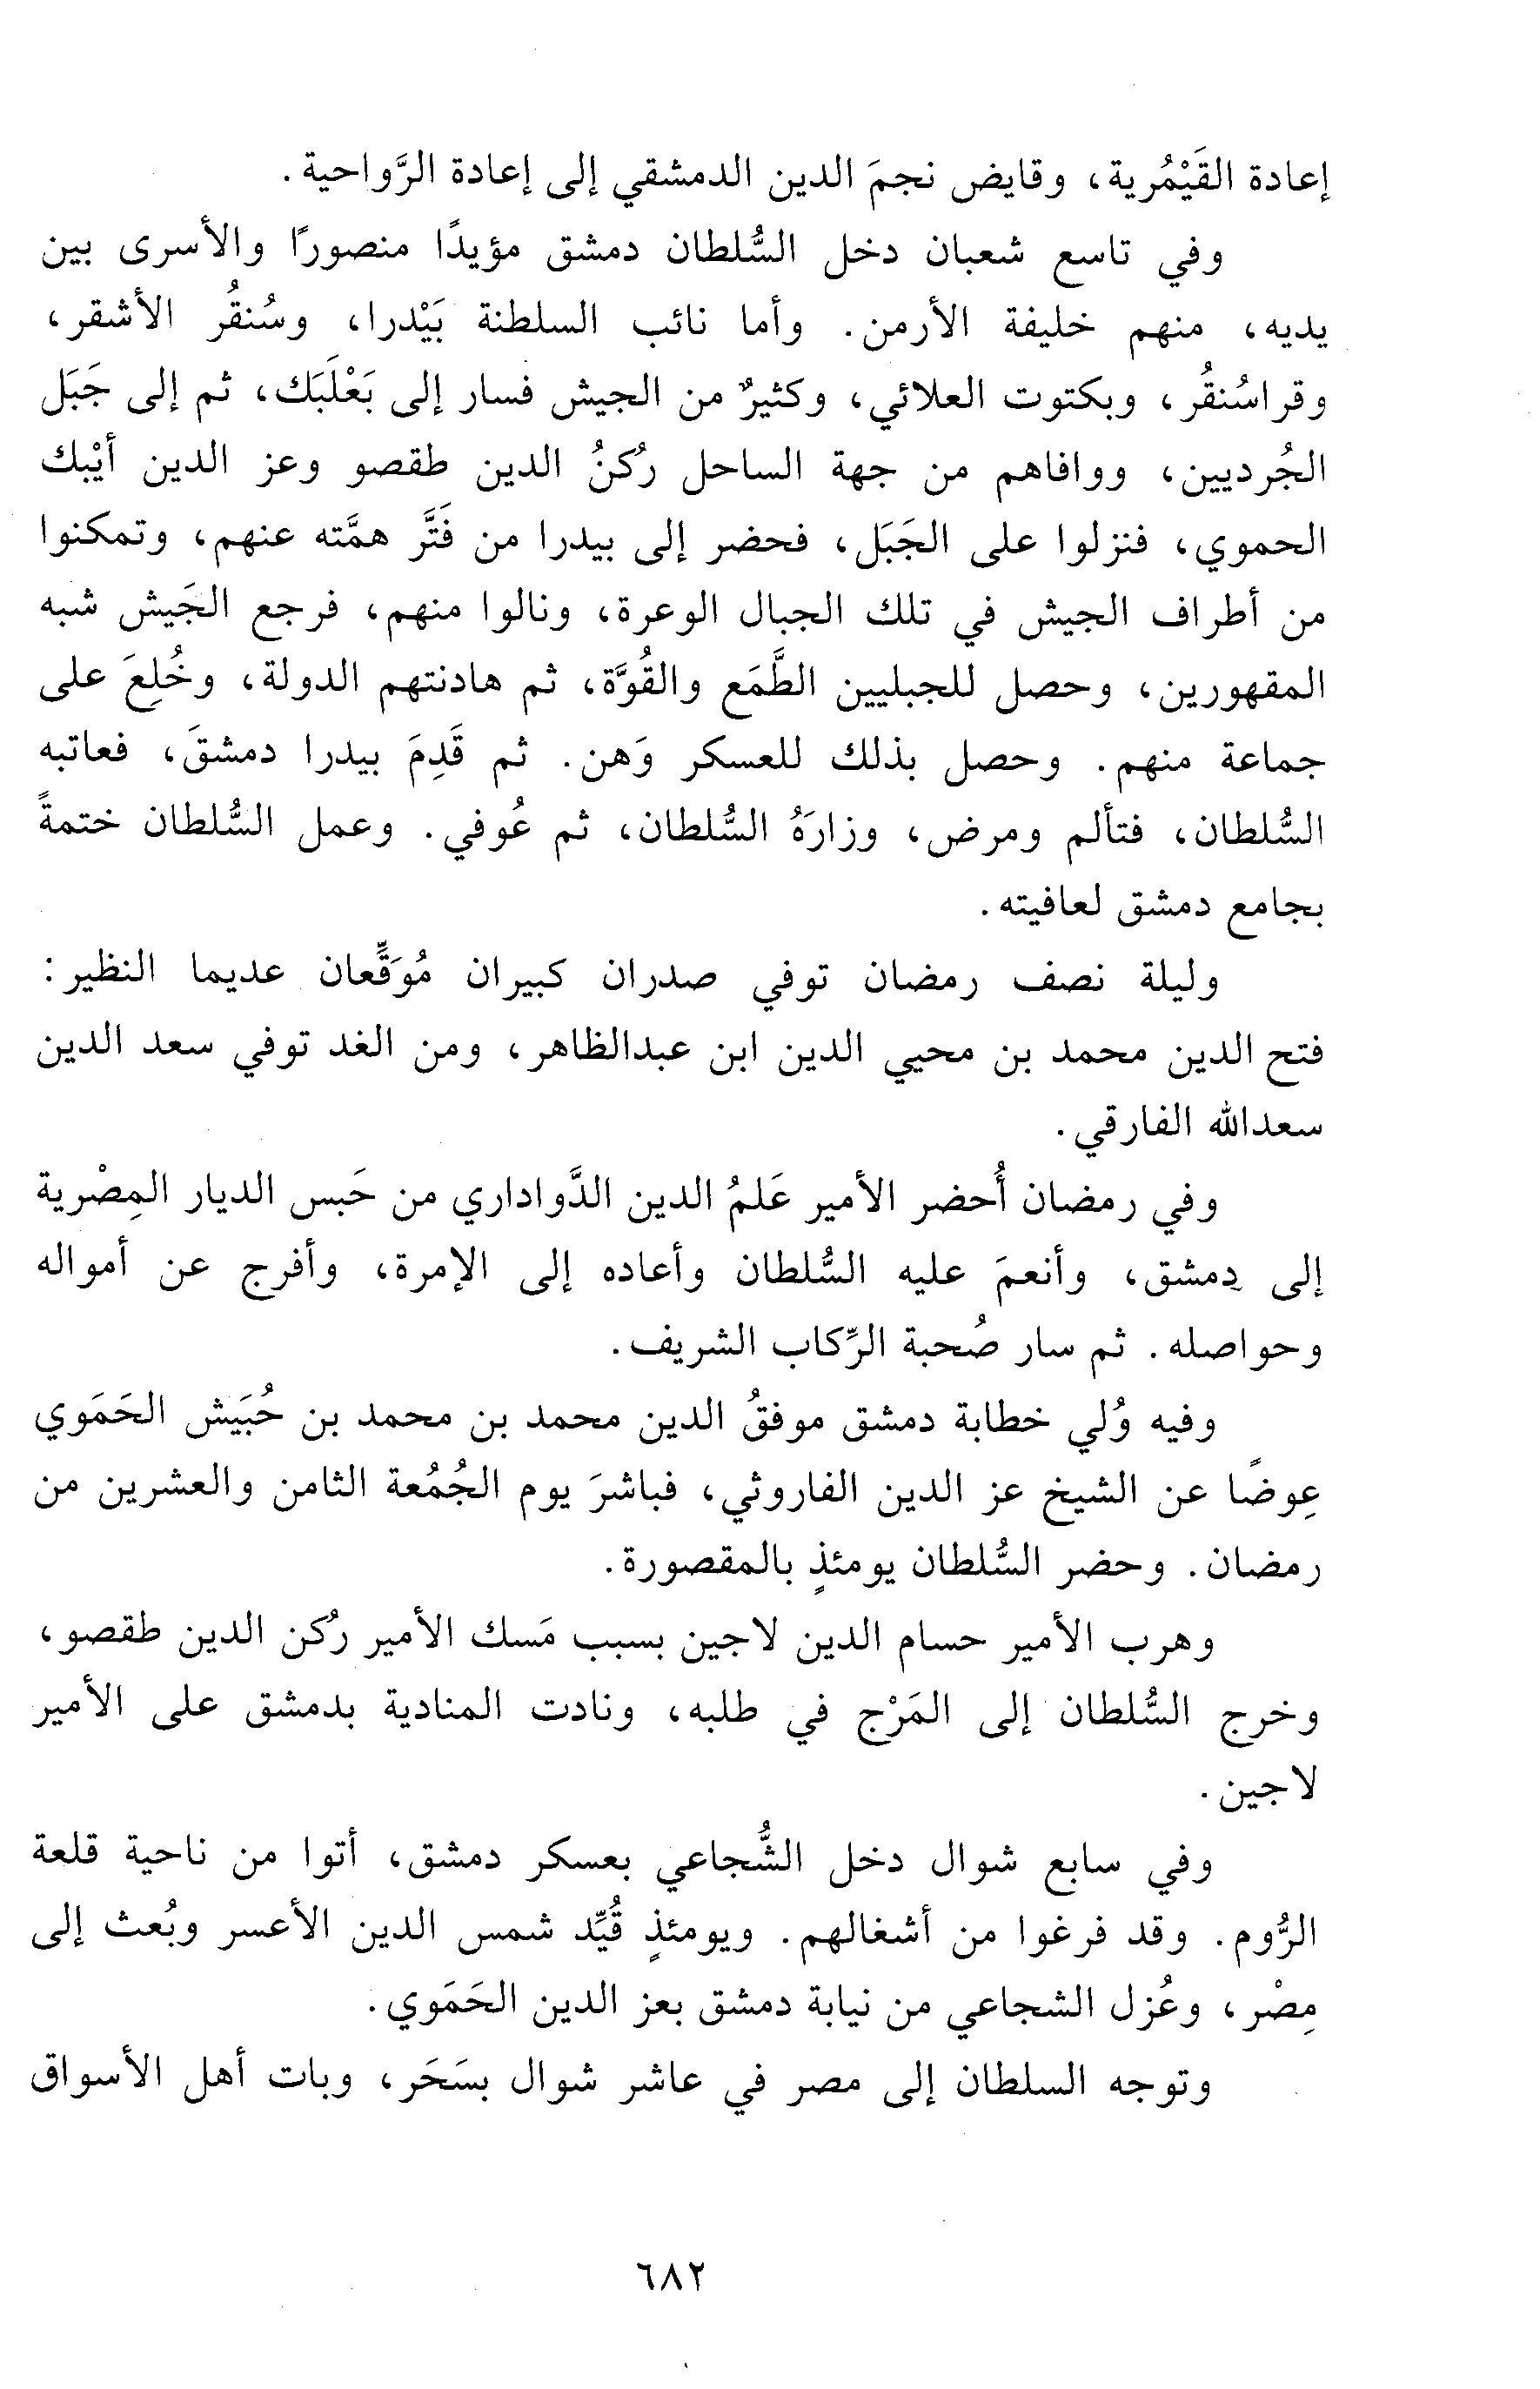 إعادة القَيْمُرية، وقايض نجمَ الدين الدمشقي إلى إعادة الرَّواحية.
وفي تاسع شعبان دخل السُّلطان دمشق مؤيدًا منصورًا والأسرى بين
يديه، منهم خليفة الأرمن. وأما نائب السلطنة بَيْدرا، وسُنقُر الأشقر،
وقراسُنقُر، وبكتوت العلائي، وكثيرٌ من الجيش فسار إلى بَعْلَبَك، ثم إلى جَبَل
الجُرديين، ووافاهم من جهة الساحل رُكنُ الدين طقصو وعز الدين أيْبك
الحموي، فنزلوا على الجَبَل، فحضر إلى بيدرا من فَتَّر همَّته عنهم، وتمكنوا
من أطراف الجيش في تلك الجبال الوعرة، ونالوا منهم، فرجع الجَيش شبه
المقهورين، وحصل للجبليين الطَّمَع والقُوَّة، ثم هادنتهم الدولة، وخُلِعَ على
جماعة منهم. وحصل بذلك للعسكر وَهن. ثم قَدِمَ بيدرا دمشقَ، فعاتبه
السُّلطان، فتألم ومرض، وزارَهُ السُّلطان، ثم عُوفي. وعمل السُّلطان ختمةً
بجامع دمشق لعافيته.
وليلة نصف رمضان توفي صدران كبيران مُوَقِّعان عديما النظير:
فتح الدين محمد بن محيي الدين ابن عبدالظاهر، ومن الغد توفي سعد الدين
سعدالله الفارقي.
وفي رمضان أُحضر الأمير عَلمُ الدين الدَّواداري من حَبس الديار المِصْرية
إلى دمشق، وأنعمَ عليه السُّلطان وأعاده إلى الإمرة، وأفرج عن أمواله
وحواصله. ثم سار صُحبة الرِّكاب الشريف.
وفيه وُلي خطابة دمشق موفقُ الدين محمد بن محمد بن حُبَيش الحَمَوي
عِوضًا عن الشيخ عز الدين الفاروثي، فباشرَ يوم الجُمُعة الثامن والعشرين من
رمضان. وحضر السُّلطان يومئذٍ بالمقصورة.
وهرب الأمير حسام الدين لاجين بسبب مَسك الأمير رُكن الدين طقصو،
وخرج السُّلطان إلى المَرْج في طلبه، ونادت المنادية بدمشق على الأمير
لاجين.
وفي سابع شوال دخل الشُّجاعي بعسكر دمشق، أتوا من ناحية قلعة
الرُّوم. وقد فرغوا من أشغالهم. ويومئذٍ قُيِّد شمس الدين الأعسر وبُعث إلى
مِصْر، وعُزل الشجاعي من نيابة دمشق بعز الدين الحَمَوي.
وتوجه السلطان إلى مصر في عاشر شوال بسَحَر، وبات أهل الأسواق
٦٨٢